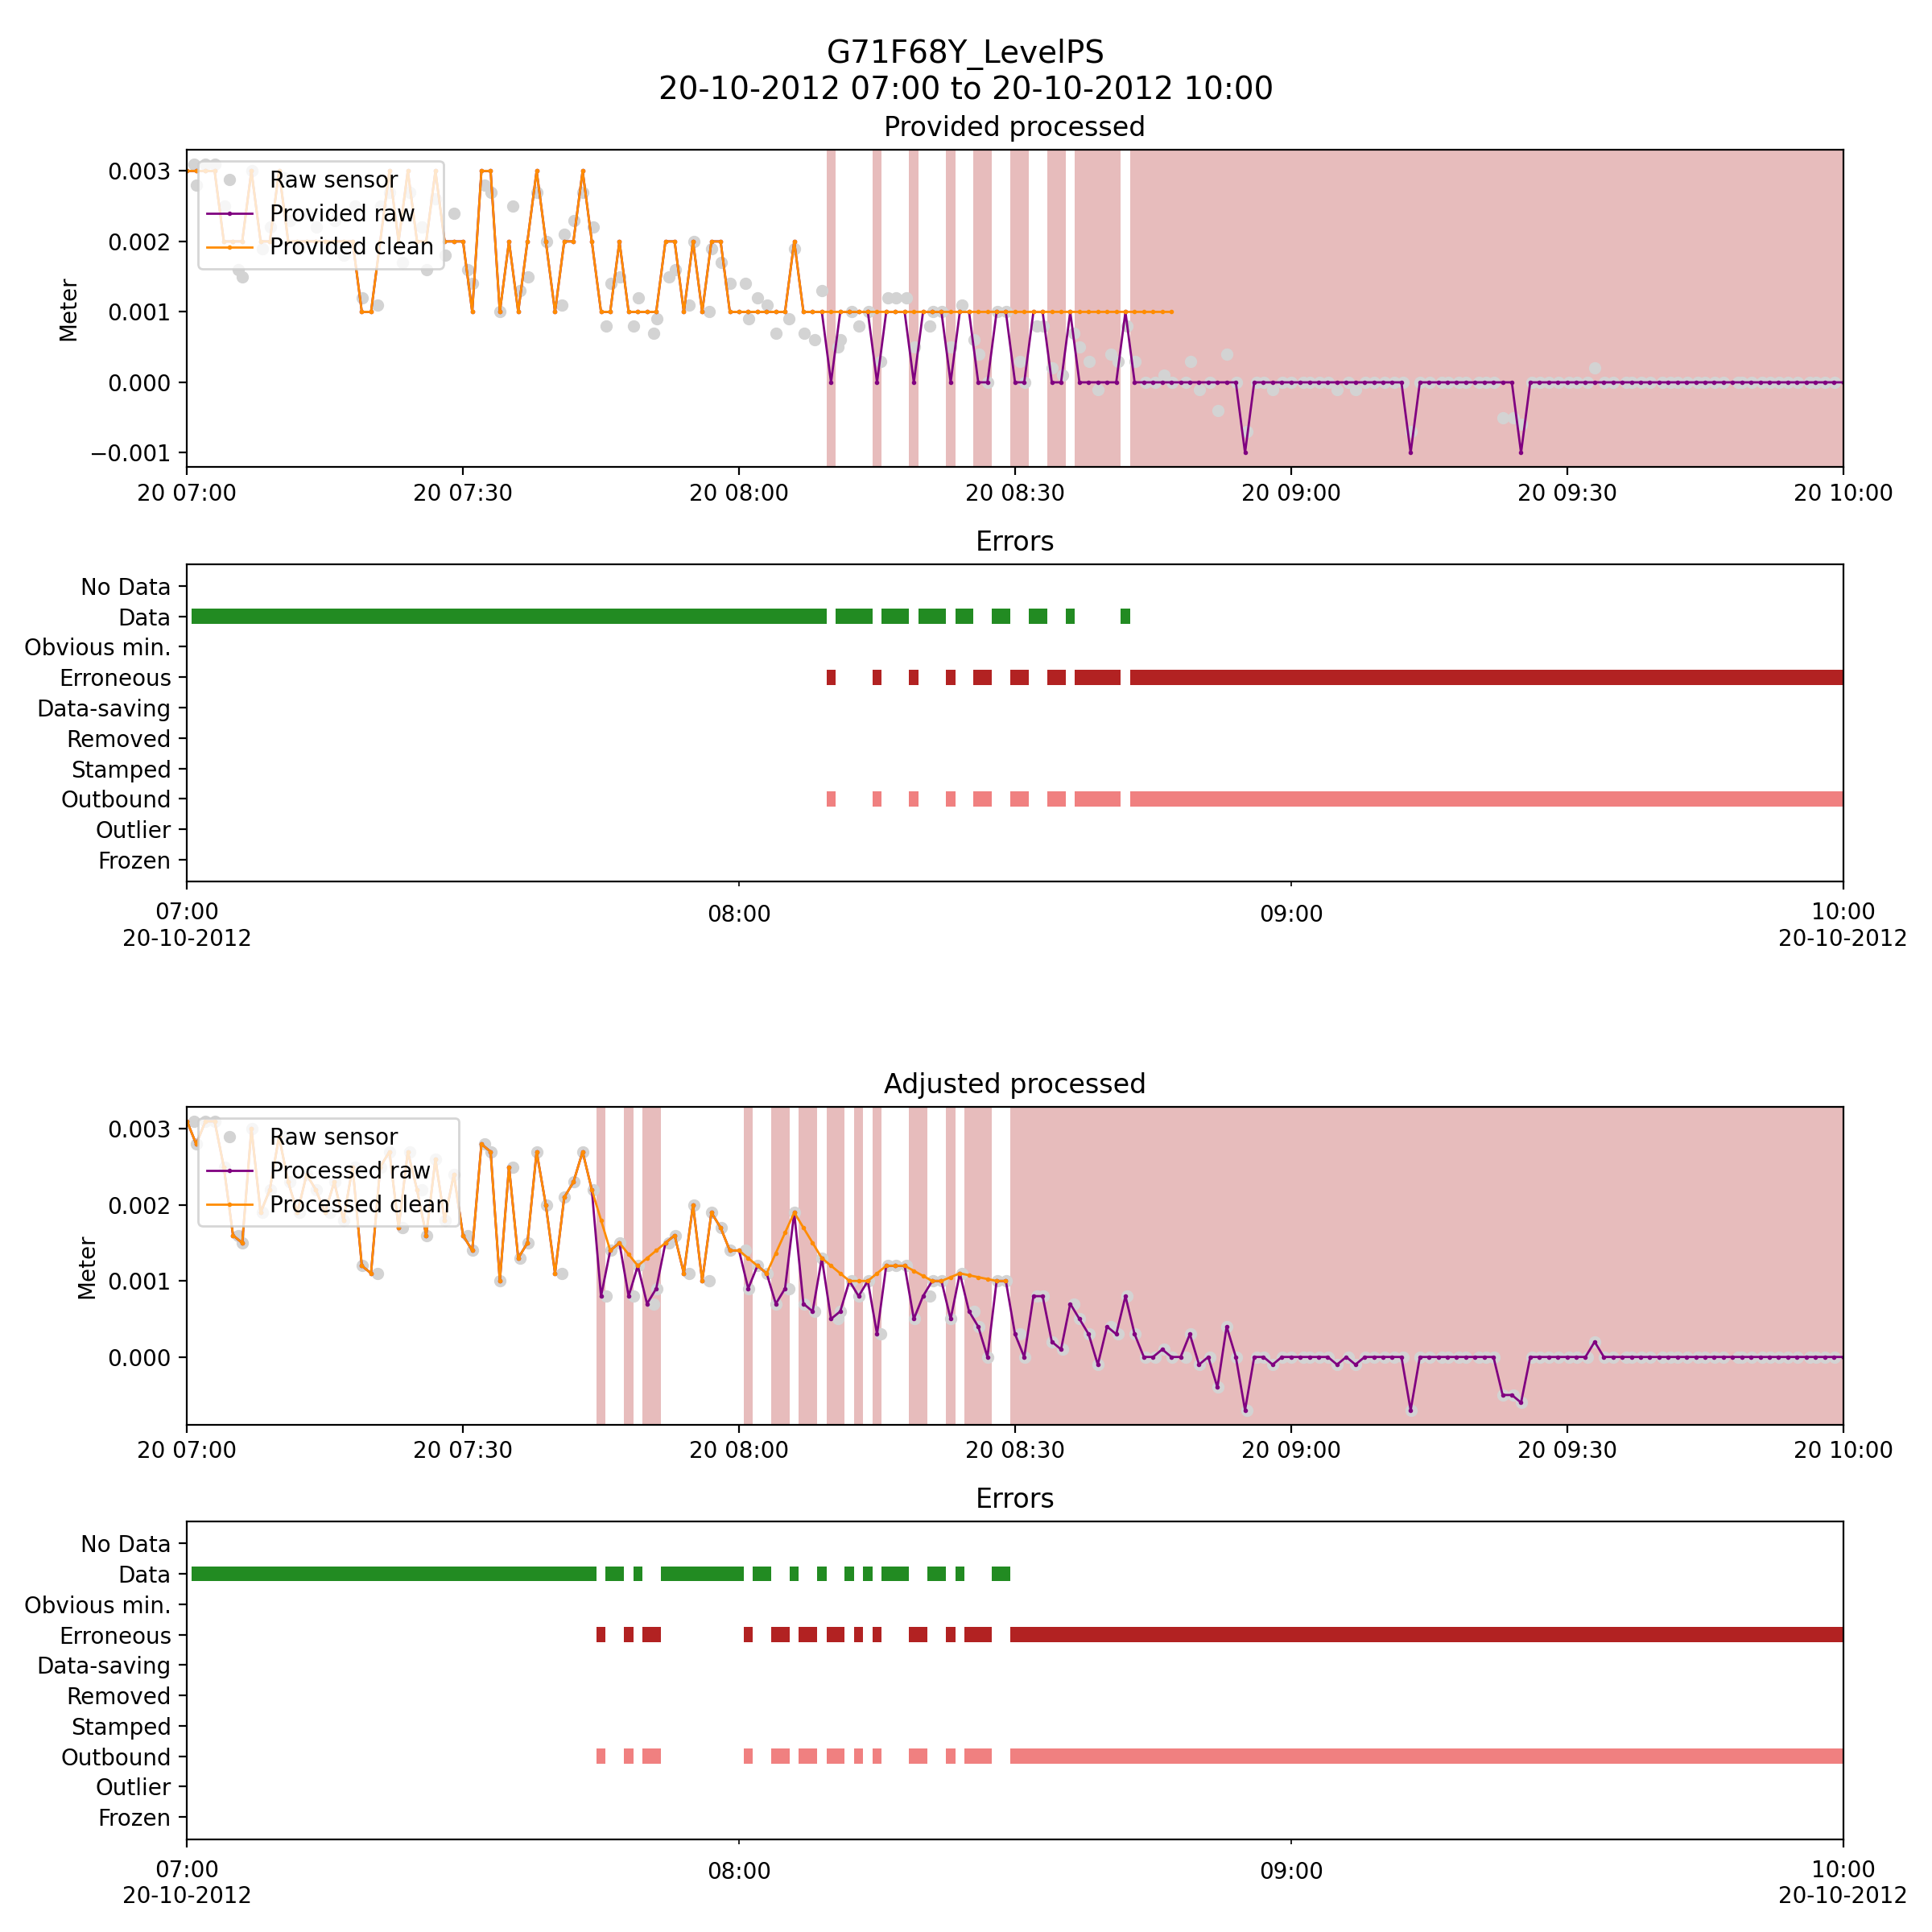 G71F68Y_LevelPS
20-10-2012 07:00 to 20-10-2012 10:00
Provided processed
Raw sensor
Provided raw
Provided clean
Meter
0.003
0.002
0.001
0.000
−0.001
20 07:00 20 07:30 20 08:00 20 08:30 20 09:00 20 09:30 20 10:00
Errors
No Data
Data
Obvious min.
Erroneous
Data-saving
Removed
Stamped
Outbound
Outlier
Frozen
07:00 08:00 09:00 10:00
20-10-2012 20-10-2012
Adjusted processed
Raw sensor
Processed raw
Processed clean
Meter
0.003
0.002
0.001
0.000
20 07:00 20 07:30 20 08:00 20 08:30 20 09:00 20 09:30 20 10:00
Errors
No Data
Data
Obvious min.
Erroneous
Data-saving
Removed
Stamped
Outbound
Outlier
Frozen
07:00 08:00 09:00 10:00
20-10-2012 20-10-2012